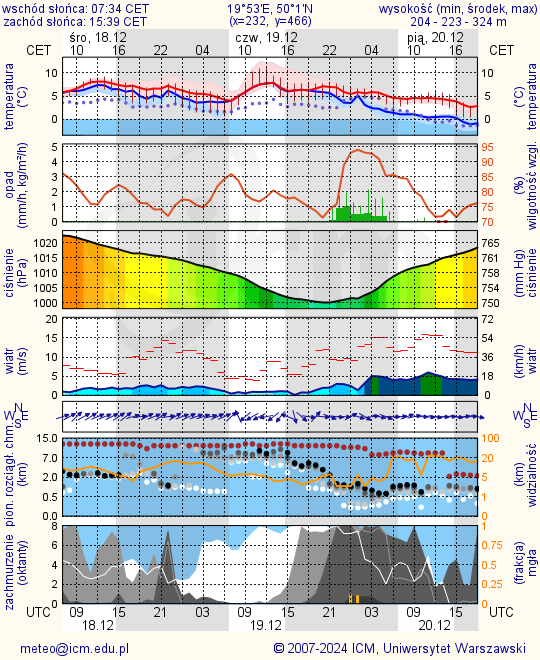 wschód słońca: 07:34 CET 19°53'E, 50°1'N wysokość (min, środek, max)
zachód słońca: 15:39 CET (x=232, y=466) 204 - 223 - 324 m
śro, 18.12 czw, 19.12 pią, 20.12
CET 10 16 22 04 10 16 22 04 10 16 CET
temperatura (°C)
10
5
0
10
5
0
temperatura (°C)
opad (mm/h, kg/m²/h)
5
4
3
2
1
0
95
90
85
80
75
70
(%) wilgotność wzgl.
ciśnienie (hPa)
1020
1015
1010
1005
1000
765
761
758
754
750
(mm Hg) ciśnienie
wiatr (m/s)
20
15
10
5
0
72
54
36
18
0
(km/h) wiatr
N
W E
S
N
W E
S
pion. rozciągł. chm. (km)
15.0
7.0
2.0
0.5
0.0
100
20
5
1
0
(km) widzialność
zachmurzenie (oktanty)
8
6
4
2
0
1
0.75
0.5
0.25
0
(frakcja) mgła
UTC 09 15 21 03 09 15 21 03 09 15 UTC
18.12 19.12 20.12
meteo@icm.edu.pl © 2007-2024 ICM, Uniwersytet Warszawski